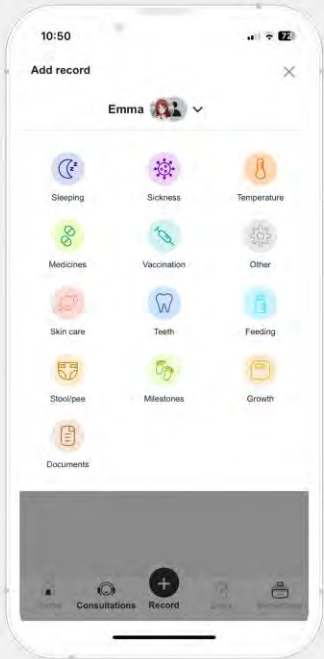 10:50
72
Add record
Emma
Sleeping
Sickness
Temperature
Medicines
Vaccination
Other
Skin care
Teeth
Feeding
Stool/pee
Milestones
Growth
Documents
Home Consultations Record